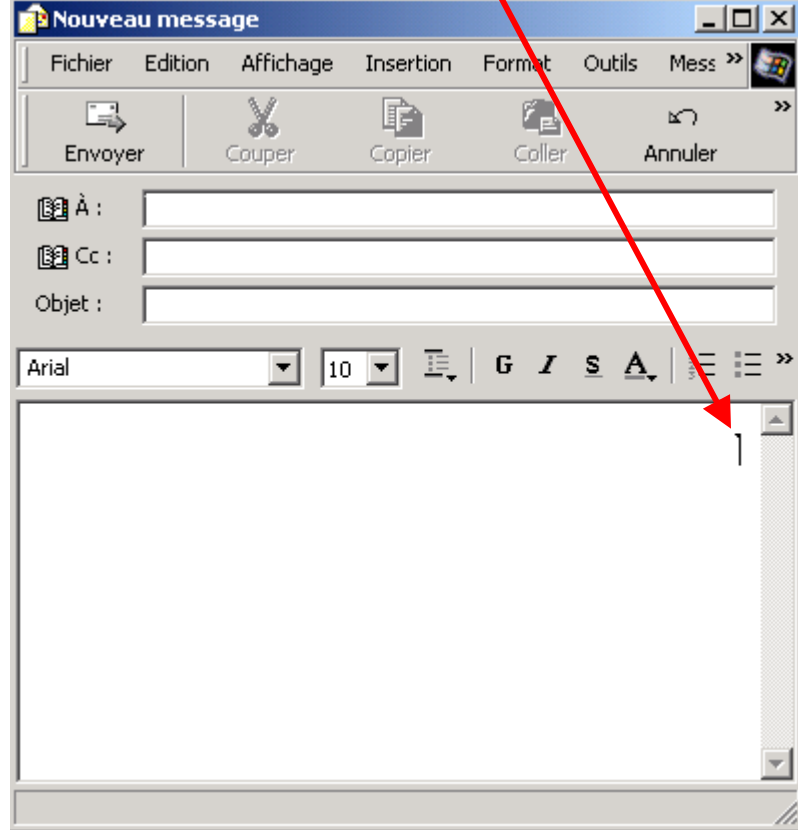 Nouveau message
Fichier Edition Affichage Insertion Format Outils Mess »
Envoyer Couper Copier Coller Annuler »
À :
Cc :
Objet :
Arial 10 G I S A »